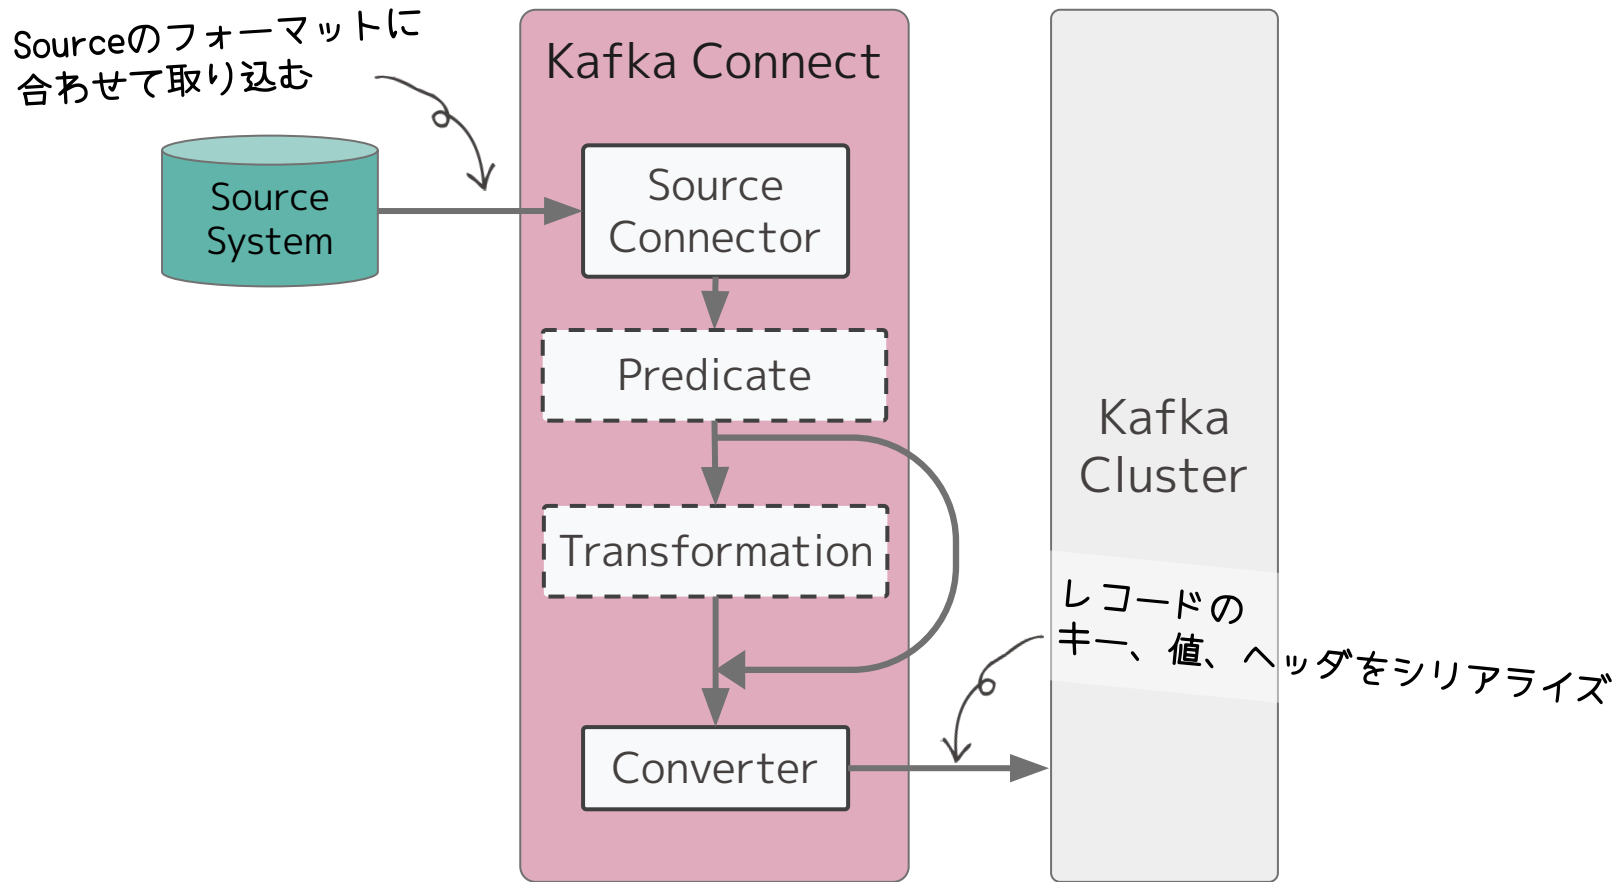 Sourceのフォーマットに
合わせて取り込む
Kafka Connect
Source
System
Source
Connector
Predicate
Transformation
Converter
Kafka
Cluster
レコードの
キー、値、ヘッダをシリアライズ